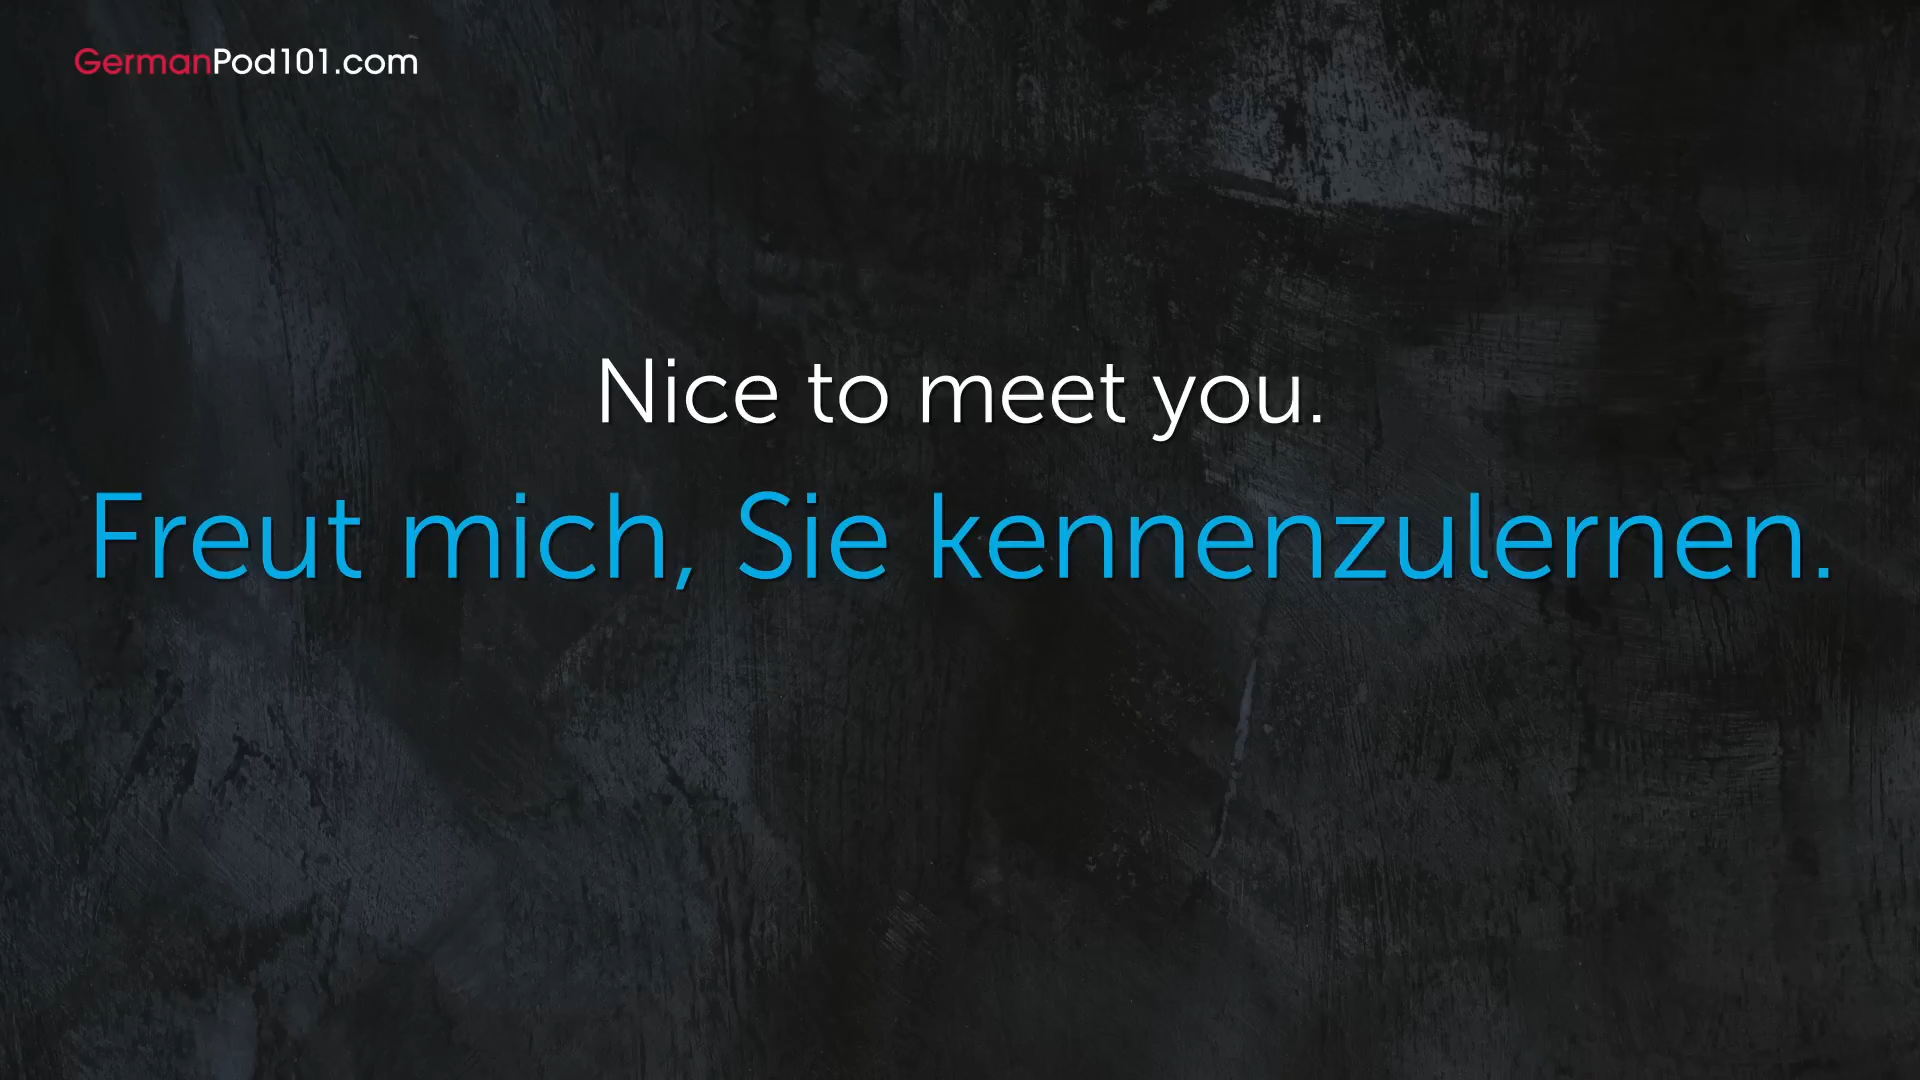 GermanPod101.com
Nice to meet you.
Freut mich, Sie kennenzulernen.